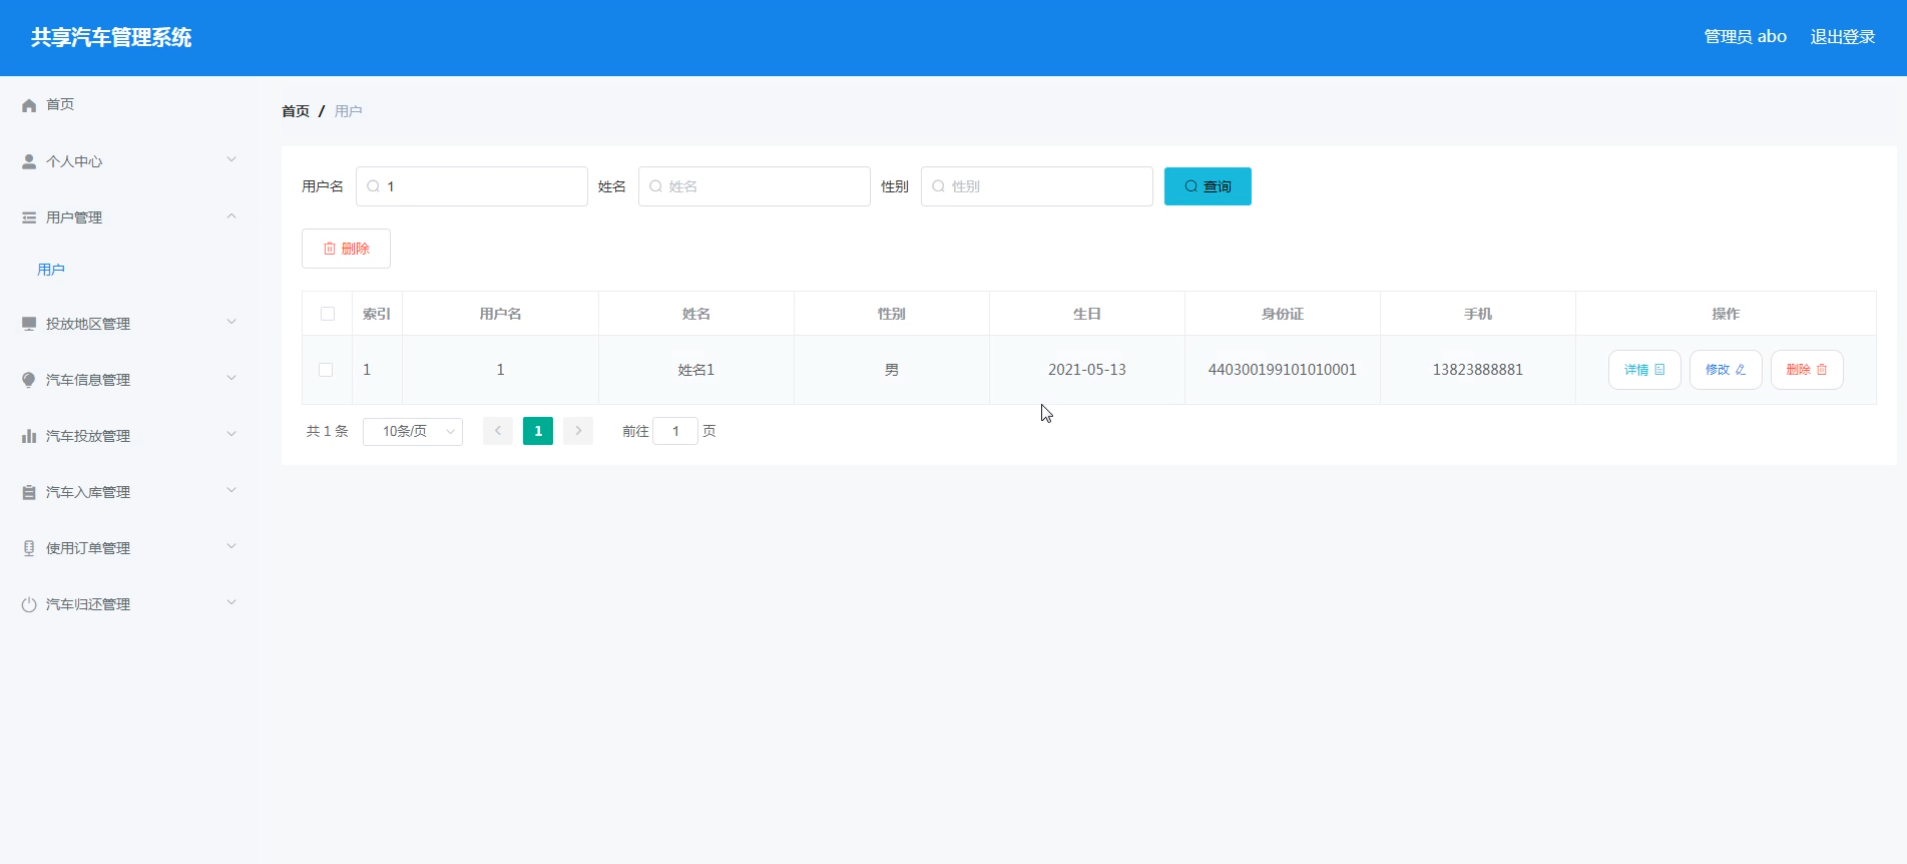 共享汽车管理系统
管理员 abo 退出登录
首页
个人中心
用户管理
用户
投放地区管理
汽车信息管理
汽车投放管理
汽车入库管理
使用订单管理
汽车归还管理
首页 / 用户
用户名 1 姓名 姓名 性别 性别 查询
删除
索引 用户名 姓名 性别 生日 身份证 手机 操作
1 1 姓名1 男 2021-05-13 440300199101010001 13823888881 详情 修改 删除
共 1 条 10条/页 1 前往 1 页